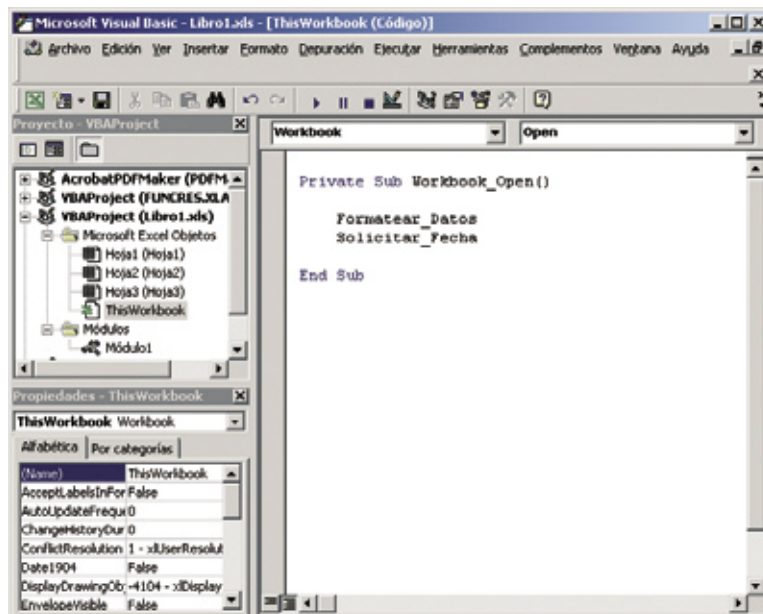 Microsoft Visual Basic - Libro1.xls - [ThisWorkbook (Código)]
Archivo Edición Ver Insertar Formato Depuración Ejecutar Herramientas Complementos Ventana Ayuda
Proyecto - VBAProject
Workbook
Open
AcrobatPDFMaker (PDFM
VBAProject (FUNCRES.XLA
VBAProject (Libro1.xls)
Microsoft Excel Objetos
Hoja1 (Hoja1)
Hoja2 (Hoja2)
Hoja3 (Hoja3)
ThisWorkbook
Módulos
Módulo1
Propiedades - ThisWorkbook
ThisWorkbook Workbook
Alfabética Por categorías
(Name) ThisWorkbook
AcceptLabelsInFor False
AutoUpdateFreque 0
ChangeHistoryDur 0
ConflictResolution 1 - xlUserResolut
Date1904 False
DisplayDrawingOb -4104 - xlDisplay
EnvelopeVisible False
Private Sub Workbook_Open()
Formatear_Datos
Solicitar_Fecha
End Sub